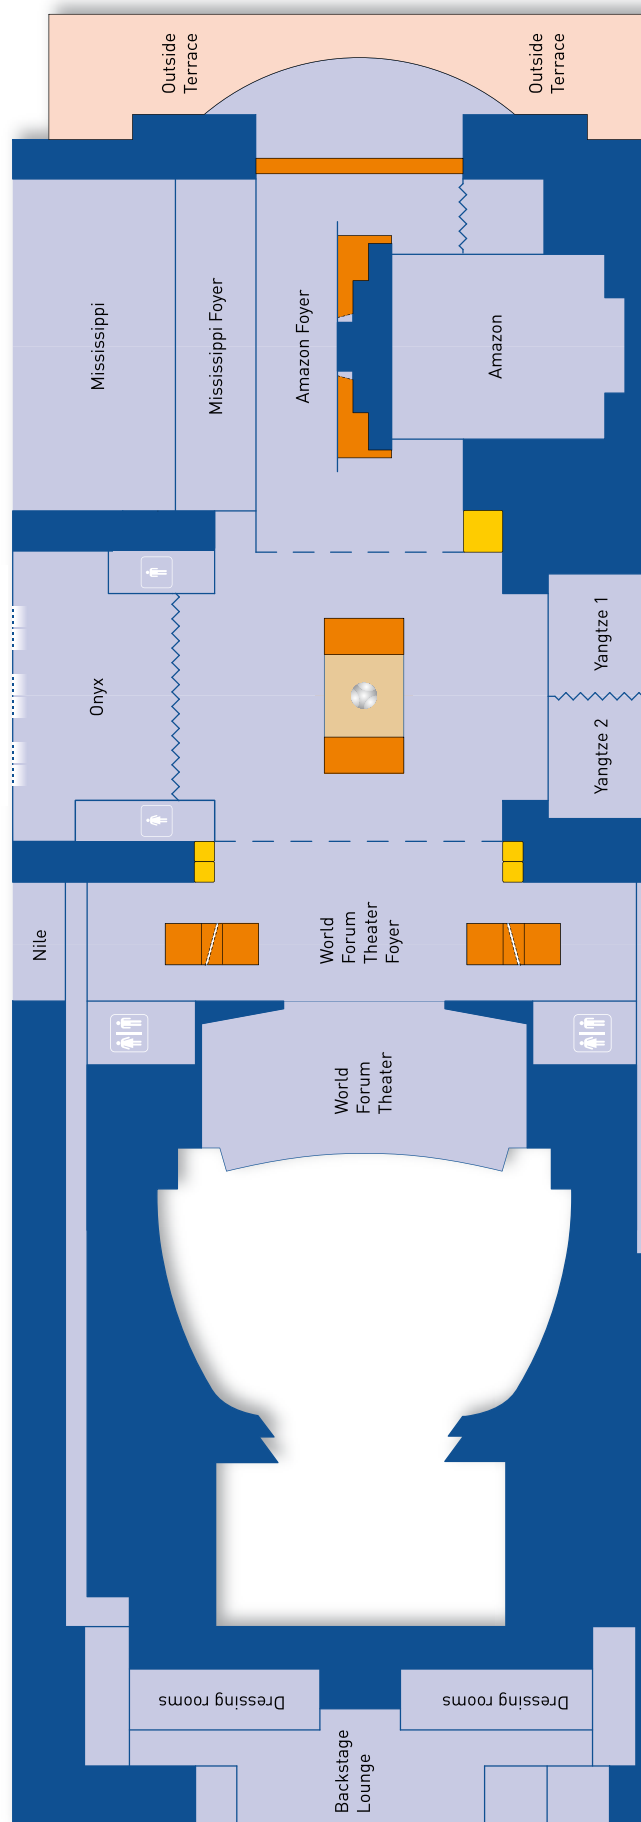 Outside
Terrace
Outside
Terrace
Mississippi
Mississippi Foyer
Amazon Foyer
Amazon
Onyx
Yangtze 1
Yangtze 2
Nile
World
Forum
Theater
Foyer
World
Forum
Theater
Dressing rooms
Dressing rooms
Backstage
Lounge